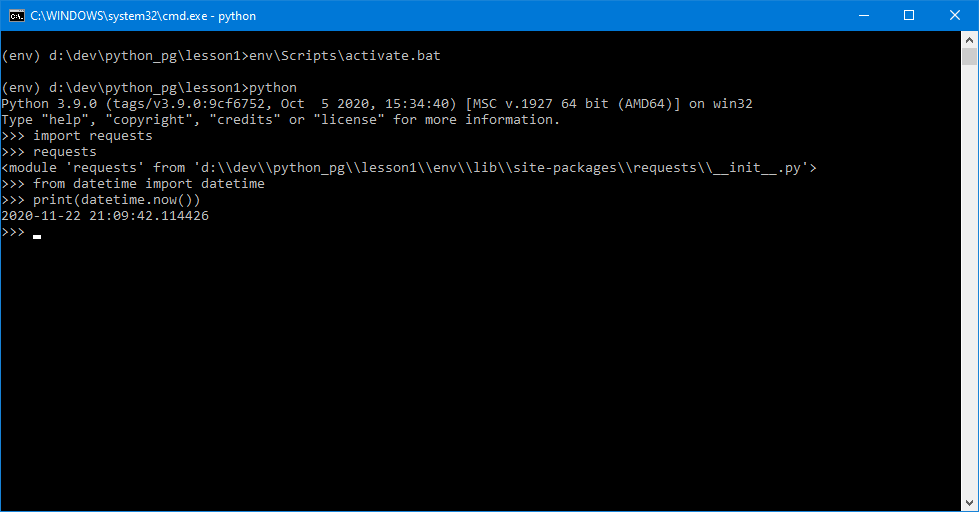 C:\WINDOWS\system32\cmd.exe - python
(env) d:\dev\python_pg\lesson1>env\Scripts\activate.bat
(env) d:\dev\python_pg\lesson1>python
Python 3.9.0 (tags/v3.9.0:9cf6752, Oct  5 2020, 15:34:40) [MSC v.1927 64 bit (AMD64)] on win32
Type "help", "copyright", "credits" or "license" for more information.
>>> import requests
>>> requests
<module 'requests' from 'd:\\dev\\python_pg\\lesson1\\env\\lib\\site-packages\\requests\\__init__.py'>
>>> from datetime import datetime
>>> print(datetime.now())
2020-11-22 21:09:42.114426
>>>